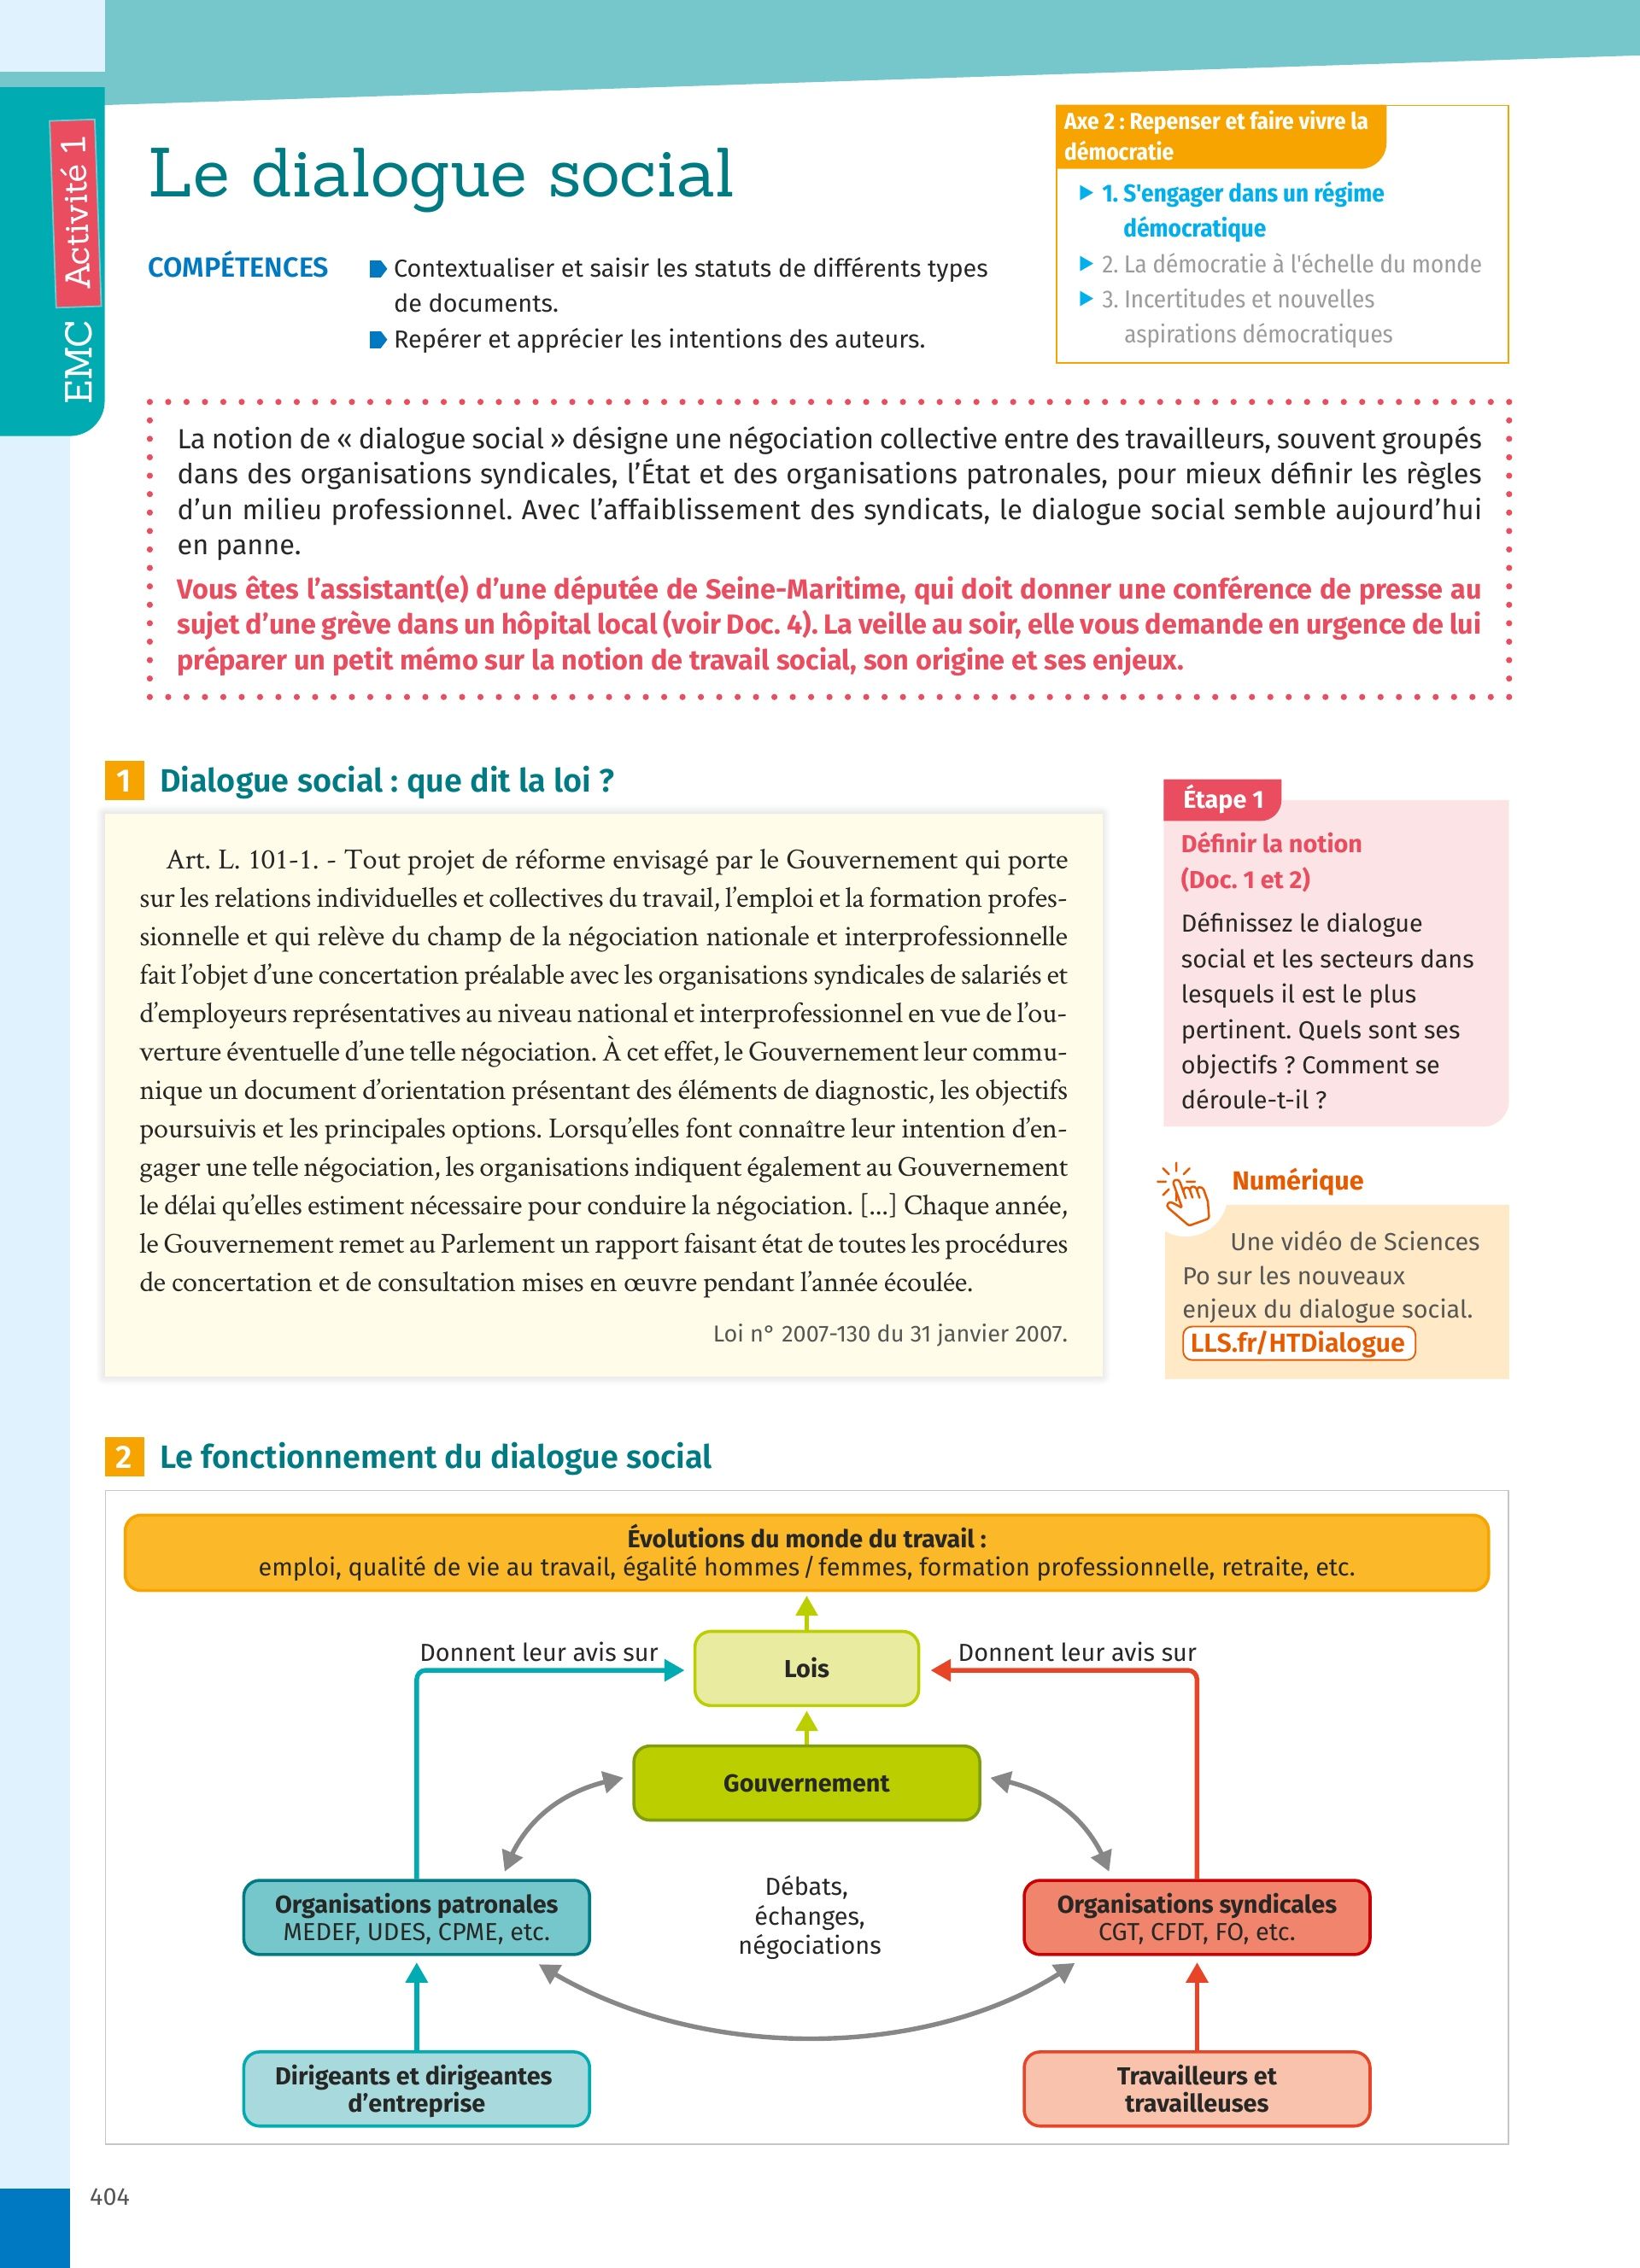 EMC Activité 1
Le dialogue social
COMPÉTENCES
Contextualiser et saisir les statuts de différents types
de documents.
Repérer et apprécier les intentions des auteurs.
Axe 2 : Repenser et faire vivre la
démocratie
1. S'engager dans un régime
démocratique
2. La démocratie à l'échelle du monde
3. Incertitudes et nouvelles
aspirations démocratiques
La notion de « dialogue social » désigne une négociation collective entre des travailleurs, souvent groupés
dans des organisations syndicales, l’État et des organisations patronales, pour mieux définir les règles
d’un milieu professionnel. Avec l’affaiblissement des syndicats, le dialogue social semble aujourd’hui
en panne.
Vous êtes l’assistant(e) d’une députée de Seine-Maritime, qui doit donner une conférence de presse au
sujet d’une grève dans un hôpital local (voir Doc. 4). La veille au soir, elle vous demande en urgence de lui
préparer un petit mémo sur la notion de travail social, son origine et ses enjeux.
1 Dialogue social : que dit la loi ?
Art. L. 101-1. - Tout projet de réforme envisagé par le Gouvernement qui porte
sur les relations individuelles et collectives du travail, l’emploi et la formation profes-
sionnelle et qui relève du champ de la négociation nationale et interprofessionnelle
fait l’objet d’une concertation préalable avec les organisations syndicales de salariés et
d’employeurs représentatives au niveau national et interprofessionnel en vue de l’ou-
verture éventuelle d’une telle négociation. À cet effet, le Gouvernement leur commu-
nique un document d’orientation présentant des éléments de diagnostic, les objectifs
poursuivis et les principales options. Lorsqu’elles font connaître leur intention d’en-
gager une telle négociation, les organisations indiquent également au Gouvernement
le délai qu’elles estiment nécessaire pour conduire la négociation. [...] Chaque année,
le Gouvernement remet au Parlement un rapport faisant état de toutes les procédures
de concertation et de consultation mises en œuvre pendant l’année écoulée.
Loi n° 2007-130 du 31 janvier 2007.
Étape 1
Définir la notion
(Doc. 1 et 2)
Définissez le dialogue
social et les secteurs dans
lesquels il est le plus
pertinent. Quels sont ses
objectifs ? Comment se
déroule-t-il ?
Numérique
Une vidéo de Sciences
Po sur les nouveaux
enjeux du dialogue social.
LLS.fr/HTDialogue
2 Le fonctionnement du dialogue social
Évolutions du monde du travail :
emploi, qualité de vie au travail, égalité hommes / femmes, formation professionnelle, retraite, etc.
Donnent leur avis sur
Lois
Donnent leur avis sur
Gouvernement
Organisations patronales
MEDEF, UDES, CPME, etc.
Débats,
échanges,
négociations
Organisations syndicales
CGT, CFDT, FO, etc.
Dirigeants et dirigeantes
d’entreprise
Travailleurs et
travailleuses
404